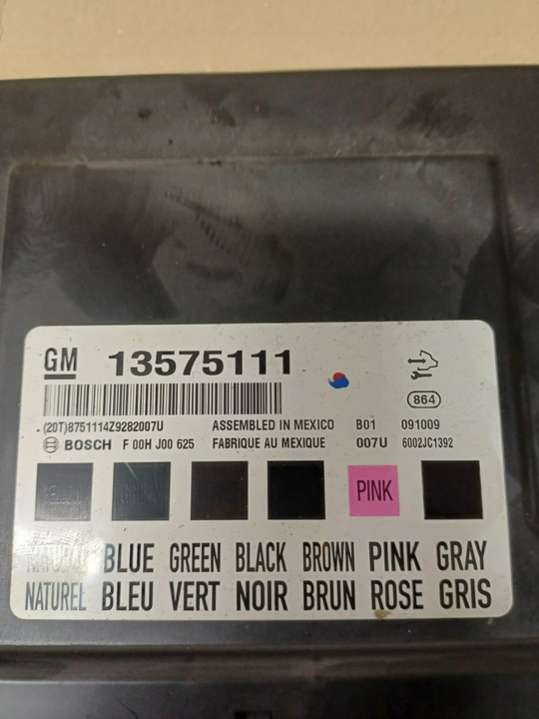 GM 13575111
864
(20T)8751114Z9282007U ASSEMBLED IN MEXICO B01 091009
BOSCH F 00H J00 625 FABRIQUE AU MEXIQUE 007U 6002JC1392
PINK
BLUE GREEN BLACK BROWN PINK GRAY
NATUREL BLEU VERT NOIR BRUN ROSE GRIS